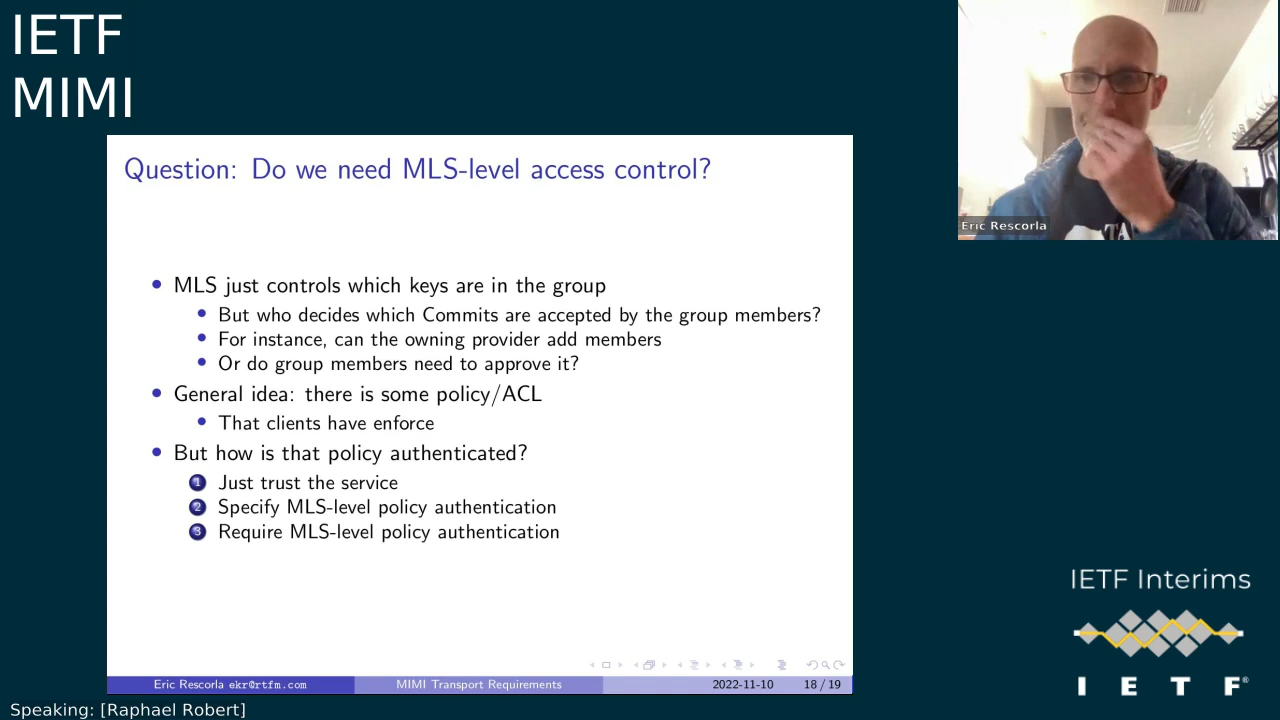 IETF
MIMI
Eric Rescorla
Question: Do we need MLS-level access control?
MLS just controls which keys are in the group
But who decides which Commits are accepted by the group members?
For instance, can the owning provider add members
Or do group members need to approve it?
General idea: there is some policy/ACL
That clients have enforce
But how is that policy authenticated?
1 Just trust the service
2 Specify MLS-level policy authentication
3 Require MLS-level policy authentication
Eric Rescorla ekr@rtfm.com MIMI Transport Requirements 2022-11-10 18 / 19
IETF Interims
I E T F®
Speaking: [Raphael Robert]